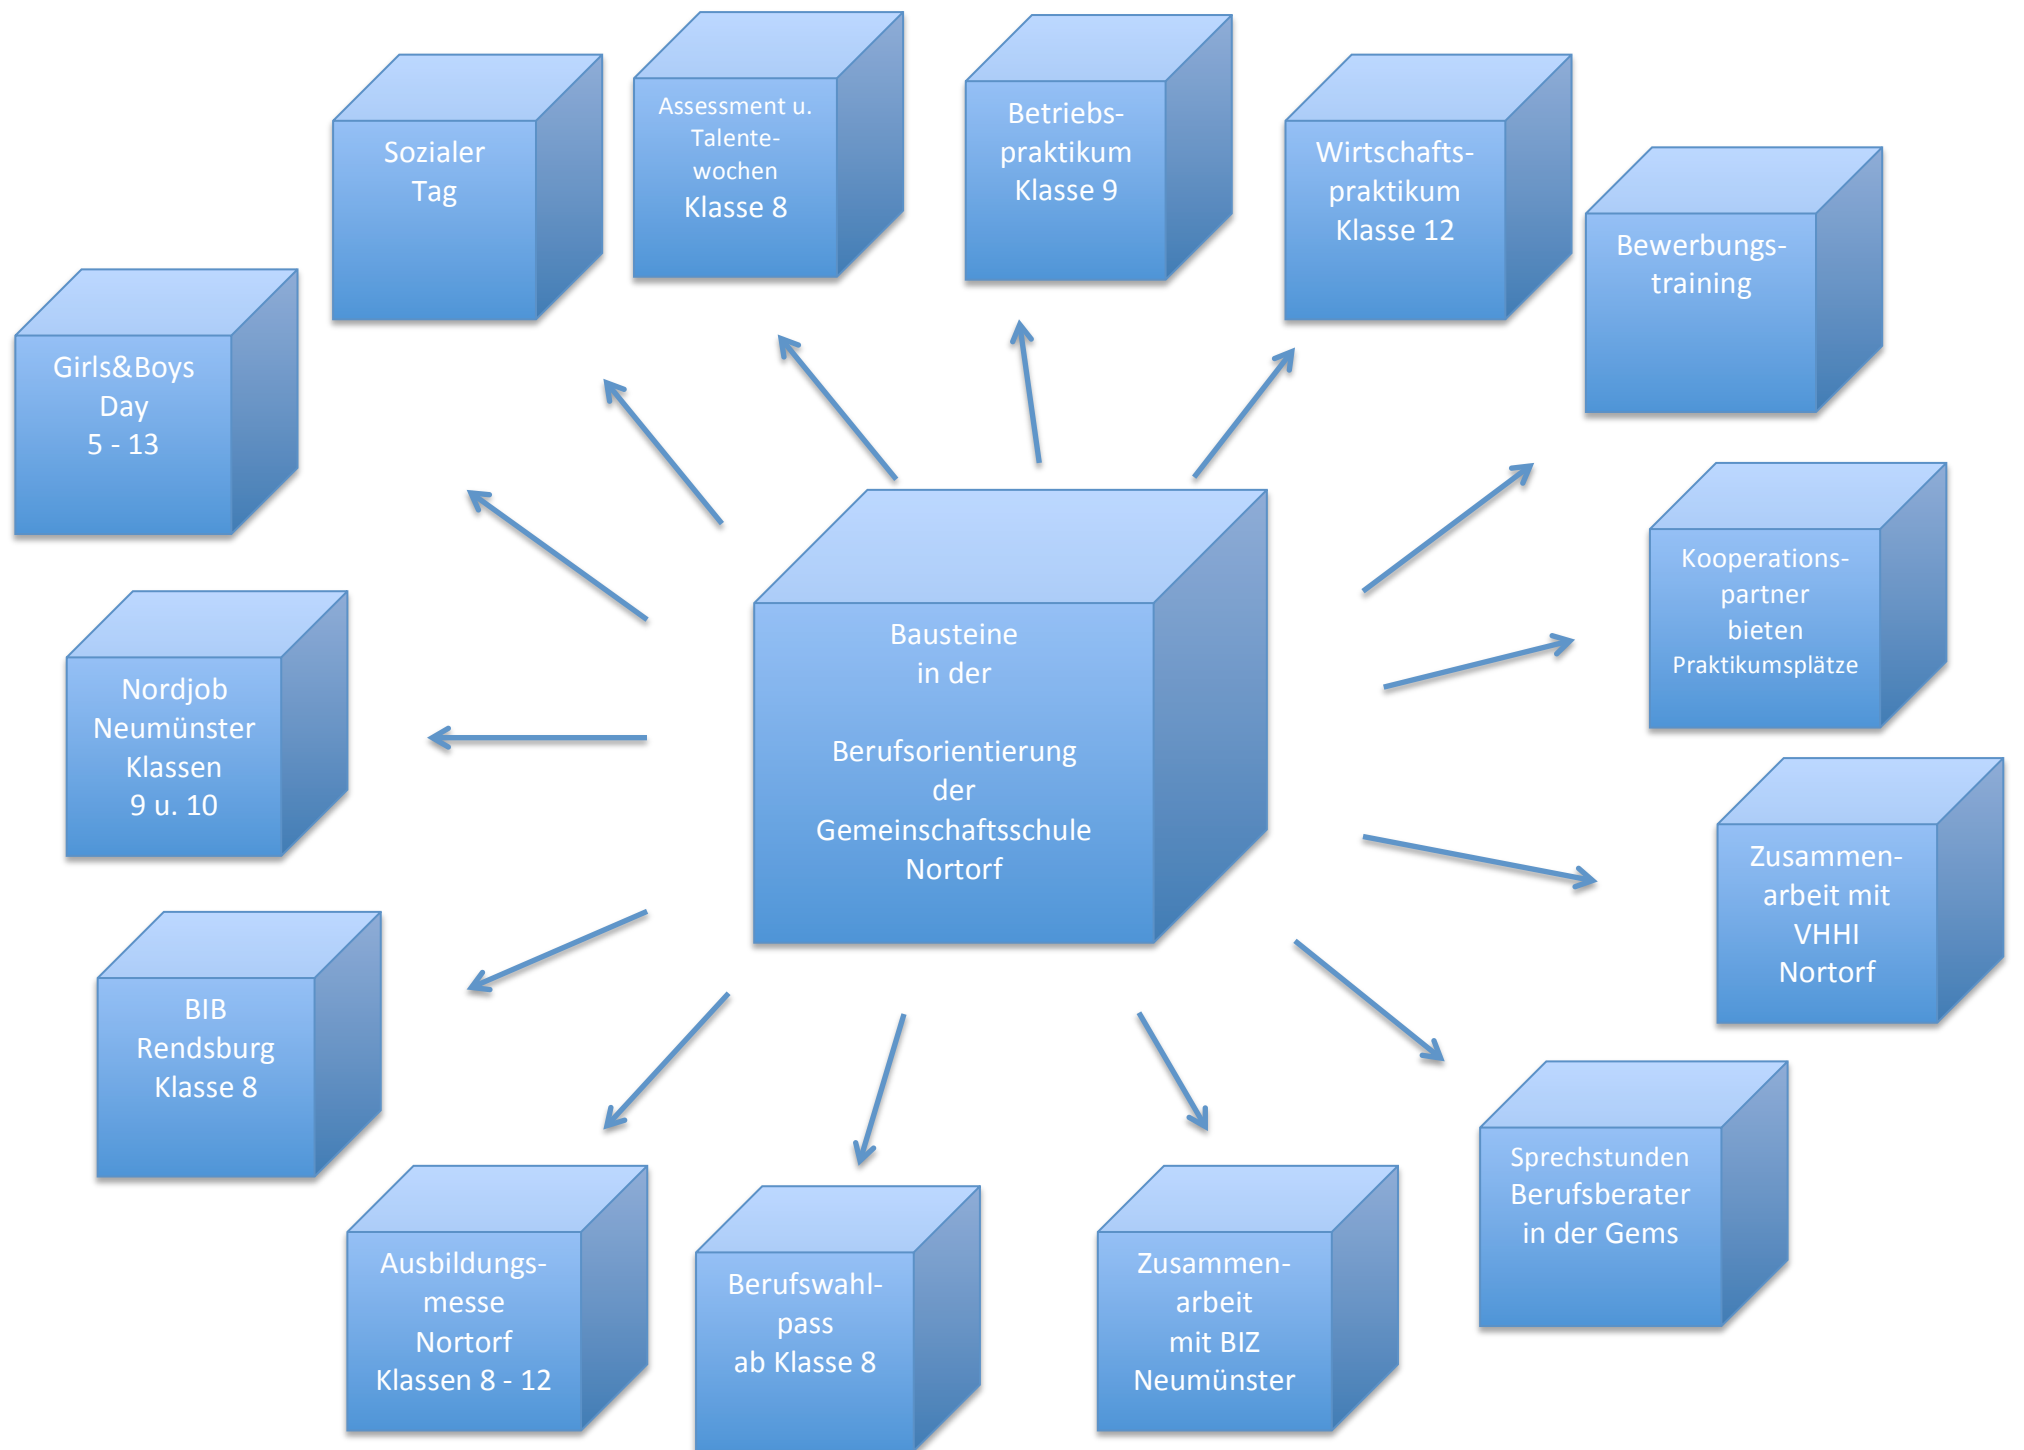 Sozialer
Tag
Assessment u.
Talente-
wochen
Klasse 8
Betriebs-
praktikum
Klasse 9
Wirtschafts-
praktikum
Klasse 12
Bewerbungs-
training
Girls&Boys
Day
5 - 13
Kooperations-
partner
bieten
Praktikumsplätze
Bausteine
in der
Berufsorientierung
der
Gemeinschaftsschule
Nortorf
Nordjob
Neumünster
Klassen
9 u. 10
Zusammen-
arbeit mit
VHHI
Nortorf
BIB
Rendsburg
Klasse 8
Sprechstunden
Berufsberater
in der Gems
Ausbildungs-
messe
Nortorf
Klassen 8 - 12
Berufswahl-
pass
ab Klasse 8
Zusammen-
arbeit
mit BIZ
Neumünster